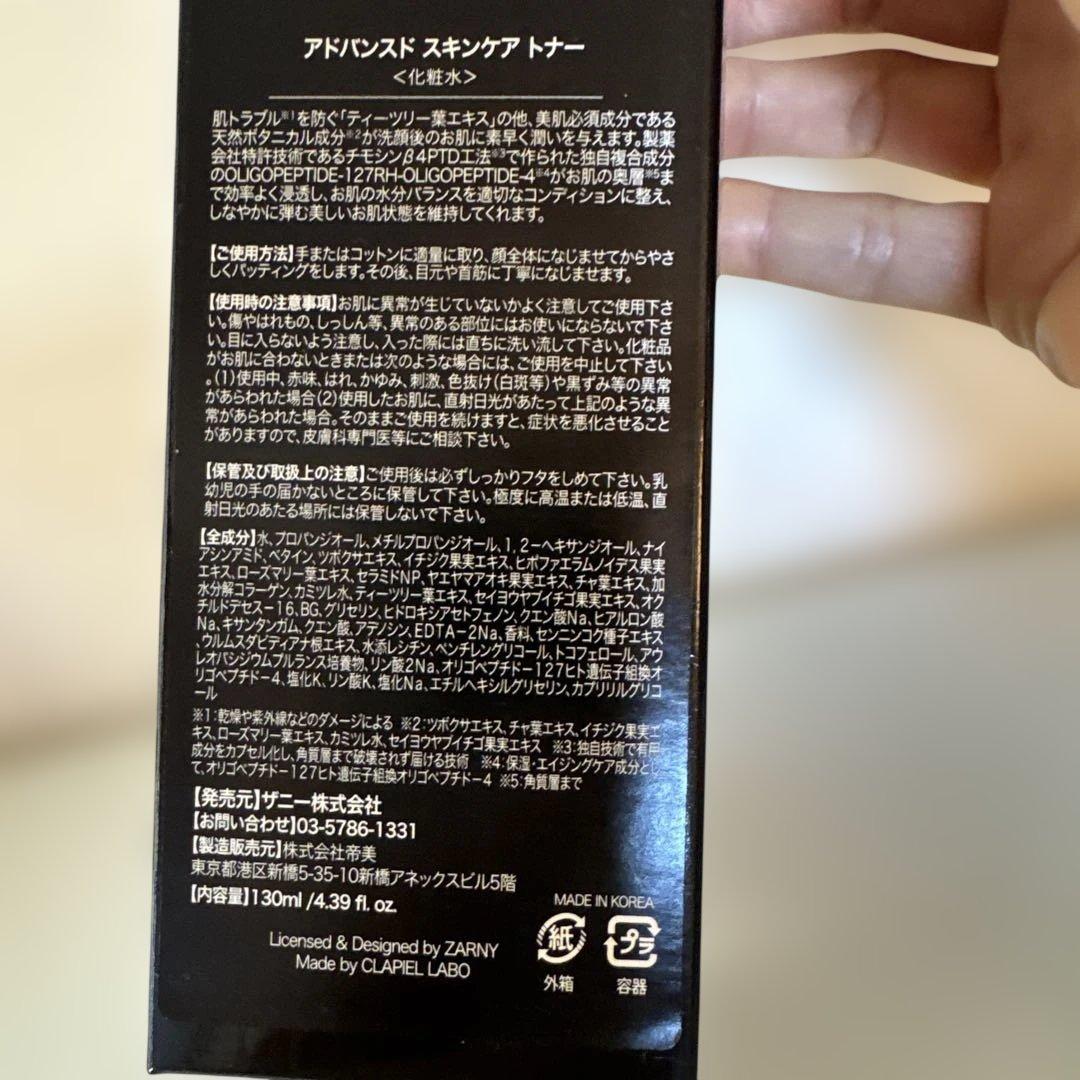 アドバンスド スキンケア トナー
＜化粧水＞
肌トラブル※1を防ぐ「ティーツリー葉エキス」の他、美肌必須成分である
天然ボタニカル成分※2が洗顔後のお肌に素早く潤いを与えます。製薬
会社特許技術であるチモシンβ4PTD工法※3で作られた独自複合成分
のOLIGOPEPTIDE-127RH-OLIGOPEPTIDE-4※4がお肌の奥層※5ま
で効率よく浸透し、お肌の水分バランスを適切なコンディションに整え、
しなやかに弾む美しいお肌状態を維持してくれます。
【ご使用方法】手またはコットンに適量に取り、顔全体になじませてからやさ
しくパッティングをします。その後、目元や首筋に丁寧になじませます。
【使用時の注意事項】お肌に異常が生じていないかよく注意してご使用下さ
い。傷やはれもの、しっしん等、異常のある部位にはお使いにならないで下さ
い。目に入らないよう注意し、入った際には直ちに洗い流して下さい。化粧品
がお肌に合わないときまたは次のような場合には、ご使用を中止して下さい
。(1)使用中、赤味、はれ、かゆみ、刺激、色抜け(白斑等)や黒ずみ等の異常
があらわれた場合(2)使用したお肌に、直射日光があたって上記のような異
常があらわれた場合。そのままご使用を続けますと、症状を悪化させること
がありますので、皮膚科専門医等にご相談下さい。
【保管及び取扱上の注意】ご使用後は必ずしっかりフタをしめて下さい。乳
幼児の手の届かないところに保管して下さい。極度に高温または低温、直
射日光のあたる場所には保管しないで下さい。
【全成分】水、プロパンジオール、メチルプロパンジオール、1,2-ヘキサンジオール、ナイ
アシンアミド、ベタイン、ツボクサエキス、イチジク果実エキス、ヒポファエラムノイデス果実
エキス、ローズマリー葉エキス、セラミドNP、ヤエヤマアオキ果実エキス、チャ葉エキス、加
水分解コラーゲン、カミツレ水、ティーツリー葉エキス、セイヨウヤブイチゴ果実エキス、オク
チルドデセス-16、BG、グリセリン、ヒドロキシアセトフェノン、クエン酸Na、ヒアルロン酸
Na、キサンタンガム、クエン酸、アデノシン、EDTA-2Na、香料、センニンコク種子エキス
、ウルムスダビディアナ根エキス、水添レシチン、ペンチレングリコール、トコフェロール、アウ
レオバシジウムプルランス培養物、リン酸2Na、オリゴペプチド-127ヒト遺伝子組換オ
リゴペプチド-4、塩化K、リン酸K、塩化Na、エチルヘキシルグリセリン、カプリリルグリコ
ール
※1:乾燥や紫外線などのダメージによる ※2:ツボクサエキス、チャ葉エキス、イチジク果実エ
キス、ローズマリー葉エキス、カミツレ水、セイヨウヤブイチゴ果実エキス ※3:独自技術で有用
成分をカプセル化し、角質層まで破壊されず届ける技術 ※4:保湿・エイジングケア成分とし
て、オリゴペプチド-127ヒト遺伝子組換オリゴペプチド-4 ※5:角質層まで
【発売元】ザニー株式会社
【お問い合わせ】03-5786-1331
【製造販売元】株式会社帝美
東京都港区新橋5-35-10新橋アネックスビル5階
【内容量】130ml /4.39 fl. oz.
MADE IN KOREA
Licensed & Designed by ZARNY
Made by CLAPIEL LABO
紙 プラ
外箱 容器